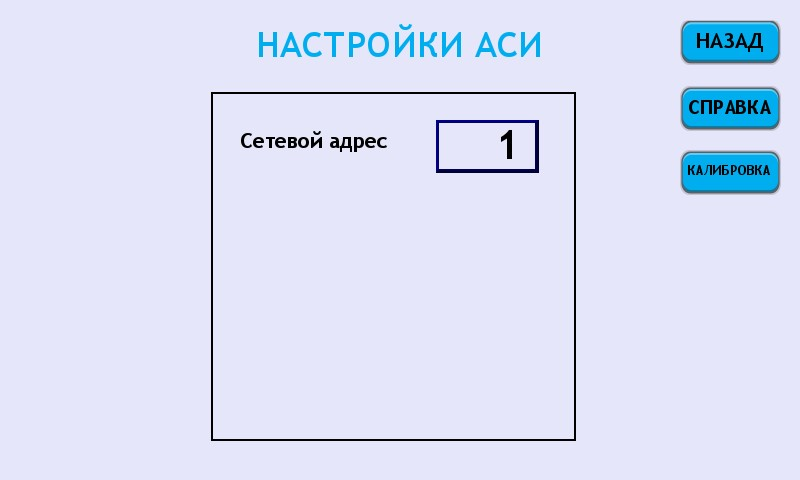 НАСТРОЙКИ АСИ
НАЗАД
СПРАВКА
КАЛИБРОВКА
Сетевой адрес
1